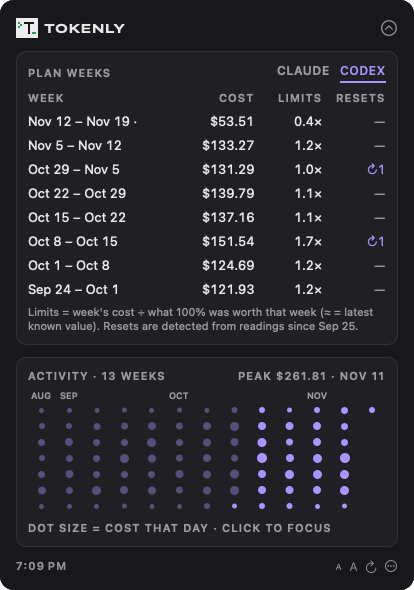 TOKENLY
PLAN WEEKS CLAUDE CODEX
WEEK COST LIMITS RESETS
Nov 12 – Nov 19 · $53.51 0.4× —
Nov 5 – Nov 12 $133.27 1.2× —
Oct 29 – Nov 5 $131.29 1.0× ↻1
Oct 22 – Oct 29 $139.79 1.1× —
Oct 15 – Oct 22 $137.16 1.1× —
Oct 8 – Oct 15 $151.54 1.7× ↻1
Oct 1 – Oct 8 $124.69 1.2× —
Sep 24 – Oct 1 $121.93 1.2× —
Limits = week's cost ÷ what 100% was worth that week (≈ = latest
known value). Resets are detected from readings since Sep 25.
ACTIVITY · 13 WEEKS PEAK $261.81 · NOV 11
AUG SEP OCT NOV
DOT SIZE = COST THAT DAY · CLICK TO FOCUS
7:09 PM A A